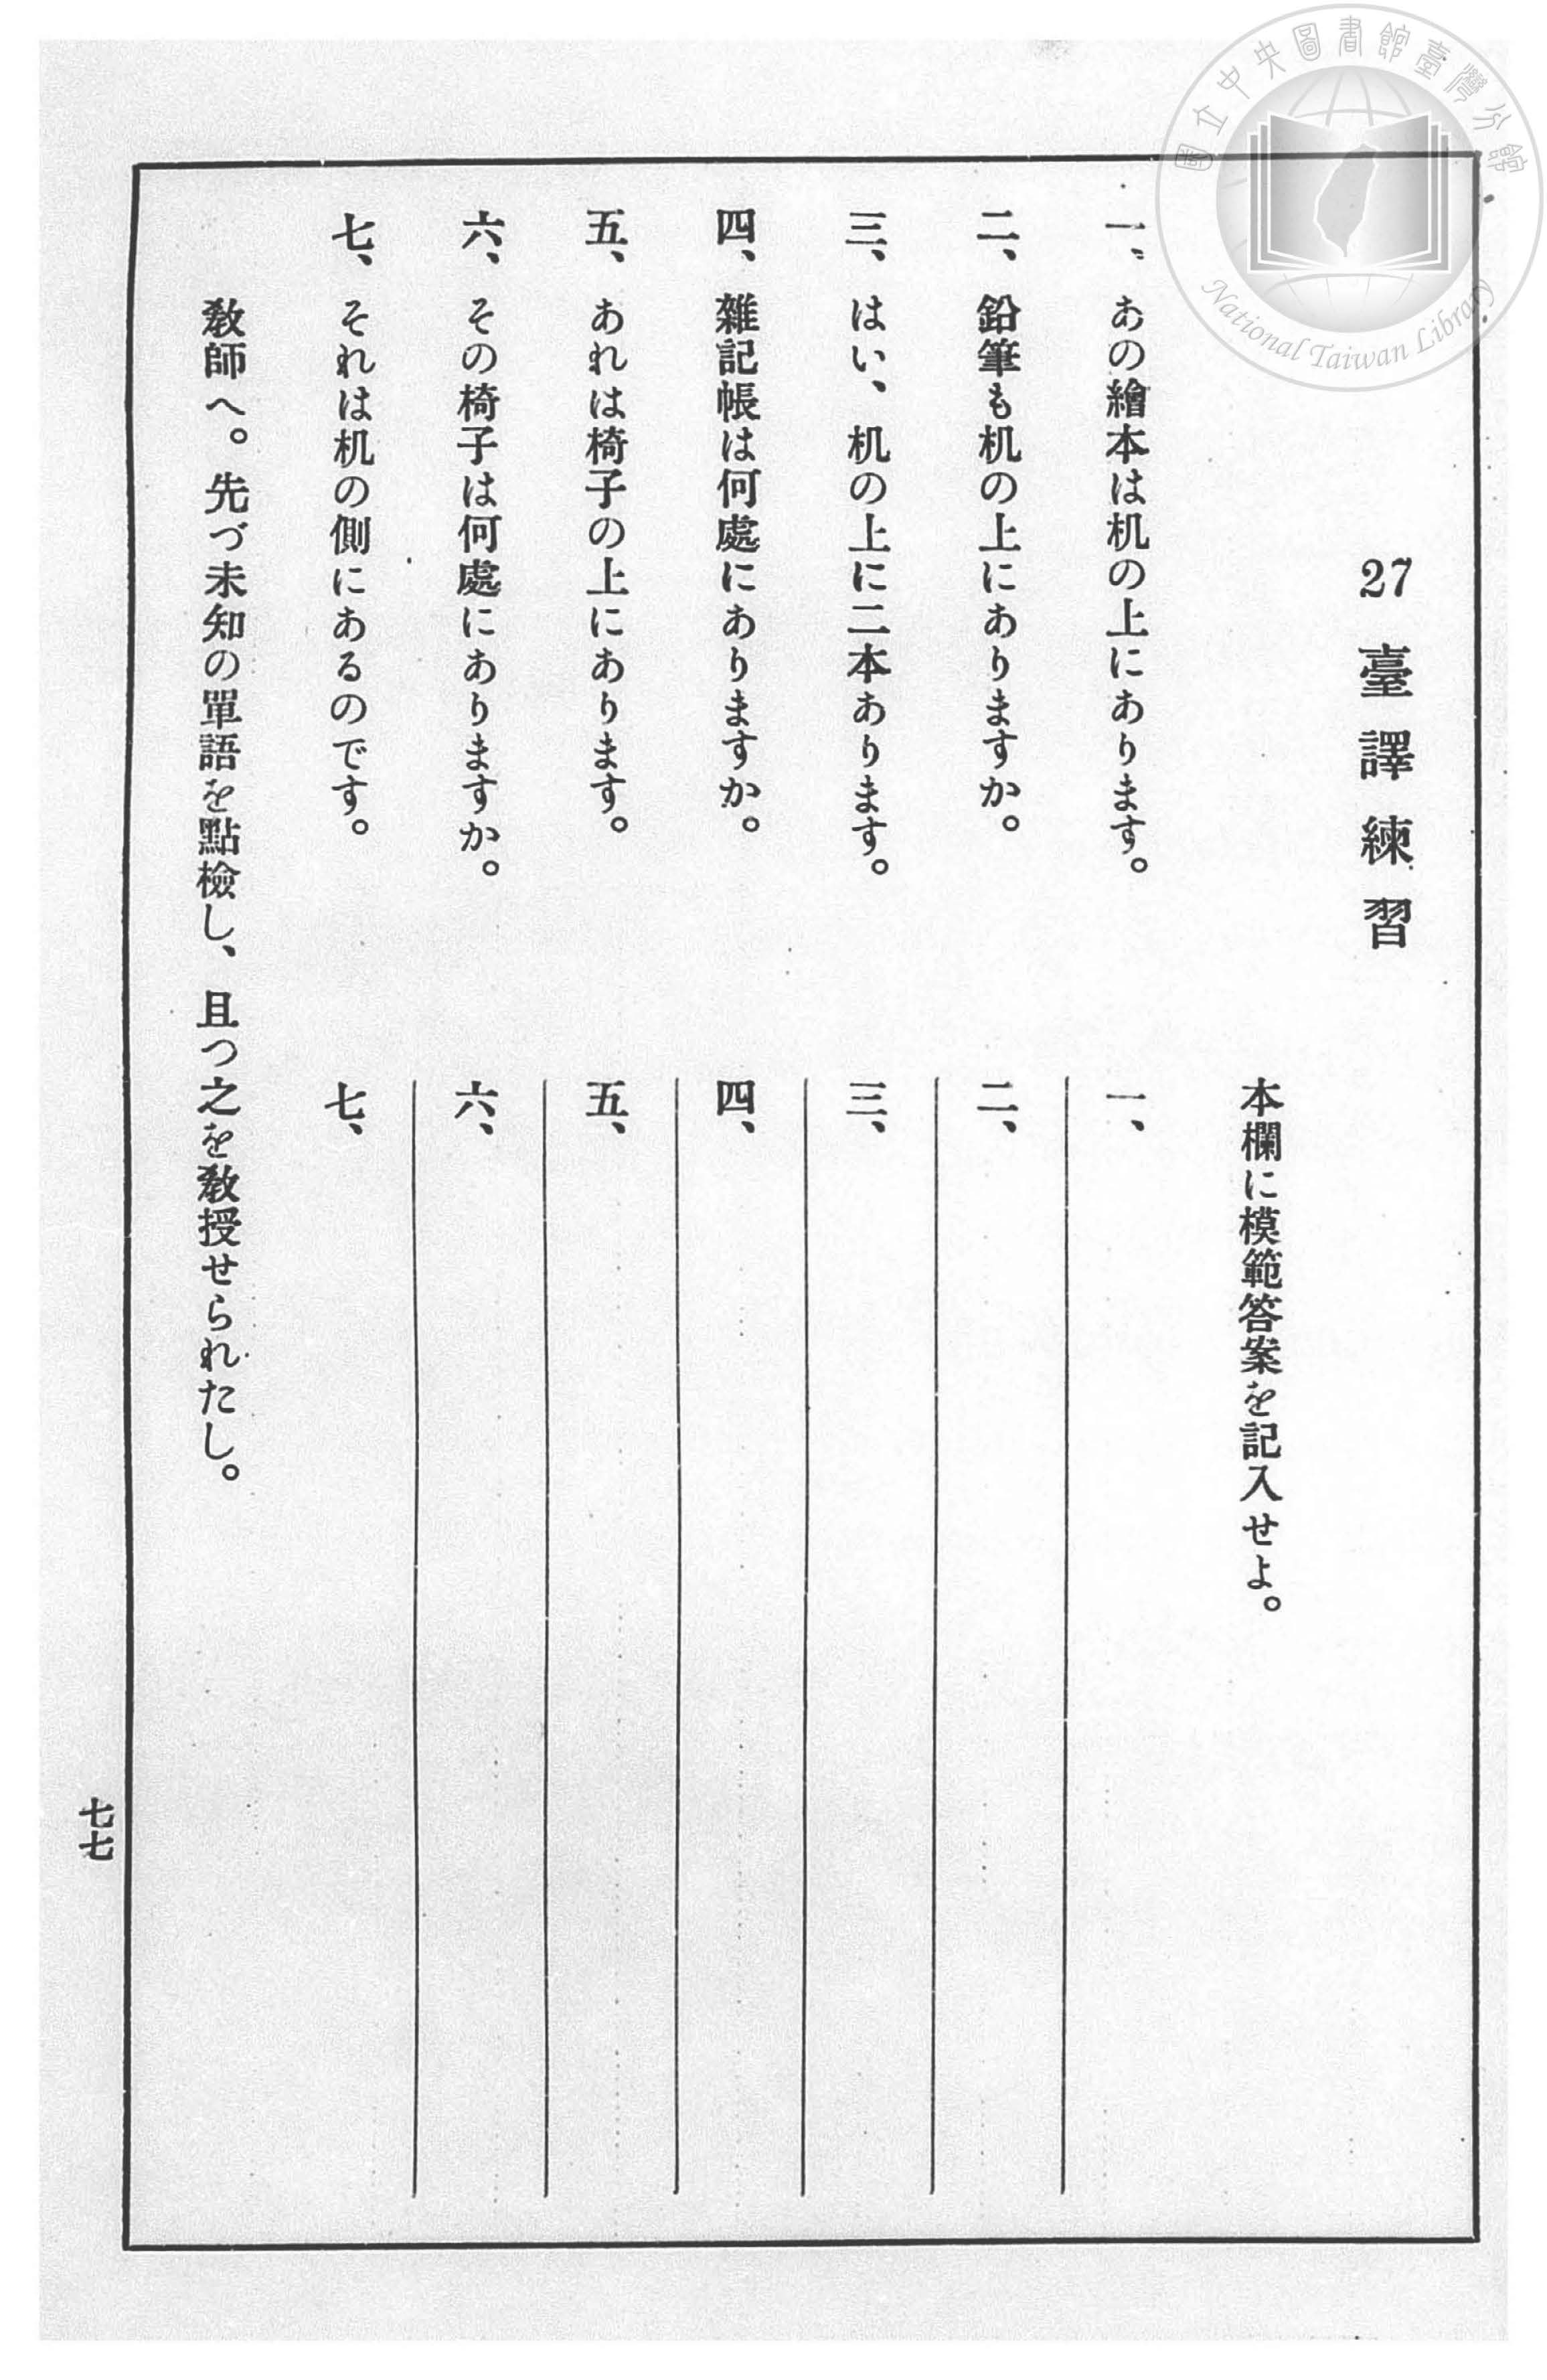 國立中央圖書館臺灣分館
National Taiwan Library
27 臺譯練習
本欄に模範答案を記入せよ。
一、あの繪本は机の上にあります。
二、鉛筆も机の上にありますか。
三、はい、机の上に二本あります。
四、雜記帳は何處にありますか。
五、あれは椅子の上にあります。
六、その椅子は何處にありますか。
七、それは机の側にあるのです。
一、
二、
三、
四、
五、
六、
七、
教師へ。先づ未知の單語を點檢し、且つ之を教授せられたし。
七七